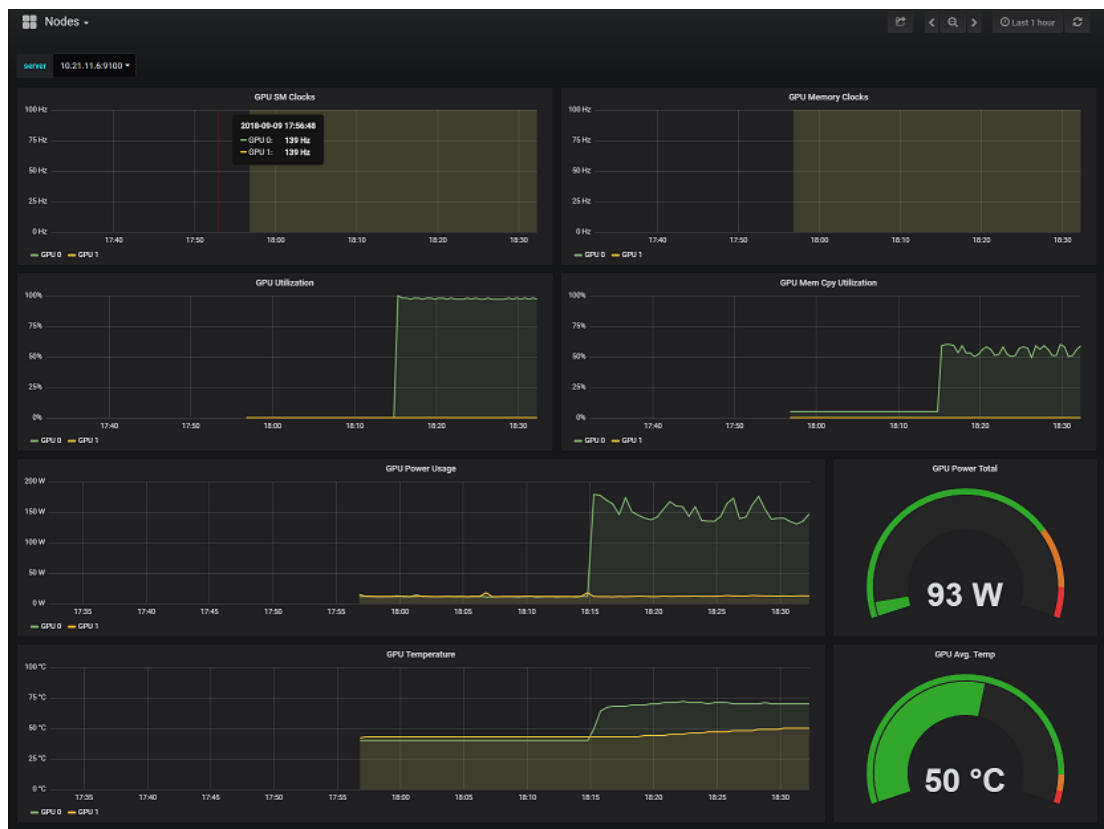 Nodes
Last 1 hour
server 10.21.11.6:9100
GPU SM Clocks
100 Hz
75 Hz
50 Hz
25 Hz
0 Hz
2018-09-09 17:56:48
GPU 0: 139 Hz
GPU 1: 139 Hz
17:40 17:50 18:00 18:10 18:20 18:30
GPU 0 GPU 1
GPU Memory Clocks
100 Hz
75 Hz
50 Hz
25 Hz
0 Hz
17:40 17:50 18:00 18:10 18:20 18:30
GPU 0 GPU 1
GPU Utilization
100%
75%
50%
25%
0%
17:40 17:50 18:00 18:10 18:20 18:30
GPU 0 GPU 1
GPU Mem Cpy Utilization
100%
75%
50%
25%
0%
17:40 17:50 18:00 18:10 18:20 18:30
GPU 0 GPU 1
GPU Power Usage
200 W
150 W
100 W
50 W
0 W
17:35 17:40 17:45 17:50 17:55 18:00 18:05 18:10 18:15 18:20 18:25 18:30
GPU 0 GPU 1
GPU Power Total
93 W
GPU Temperature
100 °C
75 °C
50 °C
25 °C
0 °C
17:35 17:40 17:45 17:50 17:55 18:00 18:05 18:10 18:15 18:20 18:25 18:30
GPU 0 GPU 1
GPU Avg. Temp
50 °C